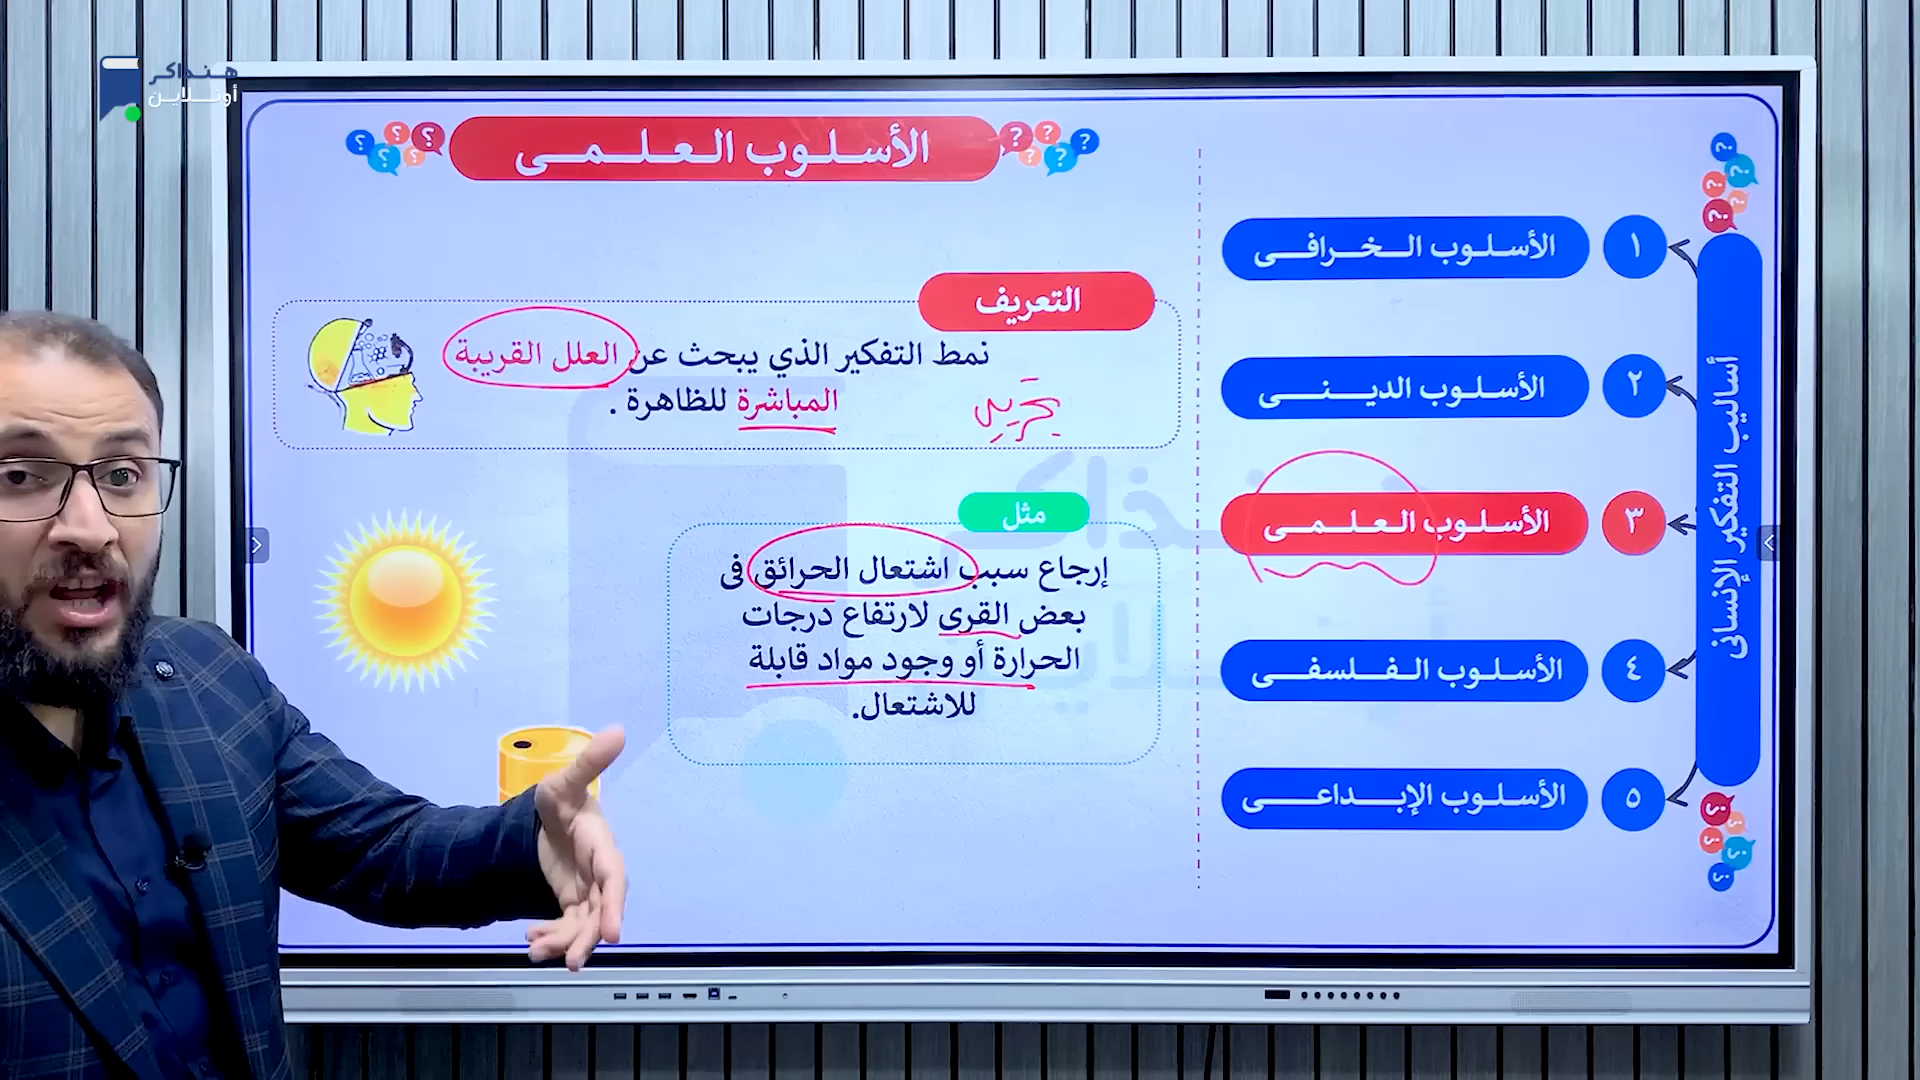 هنذاكر
أونلاين
الأسلوب العلمى
التعريف
نمط التفكير الذي يبحث عن العلل القريبة
المباشرة للظاهرة .
مثل
إرجاع سبب اشتعال الحرائق فى
بعض القرى لارتفاع درجات
الحرارة أو وجود مواد قابلة
للاشتعال.
أساليب التفكير الإنسانى
١ الأسلوب الخرافى
٢ الأسلوب الدينى
٣ الأسلوب العلمى
٤ الأسلوب الفلسفى
٥ الأسلوب الإبداعى